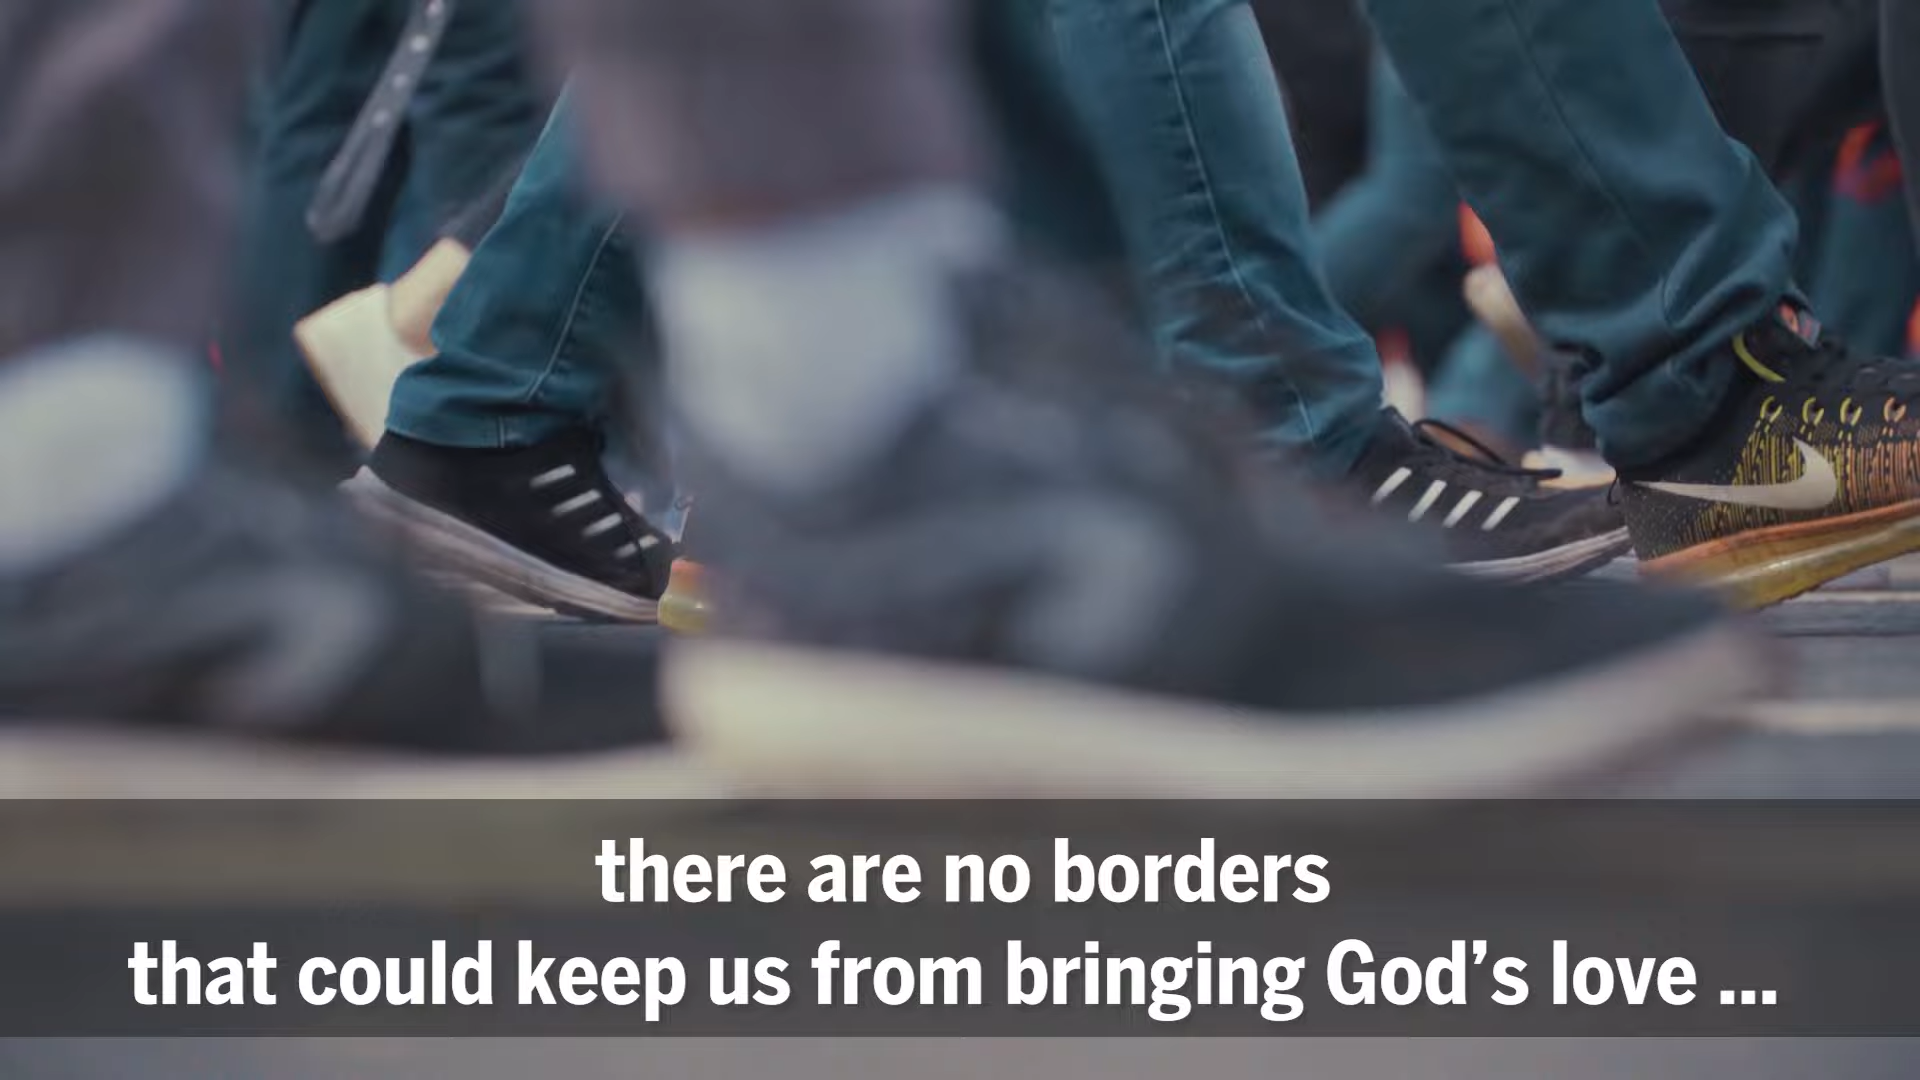 there are no borders
that could keep us from bringing God’s love ...